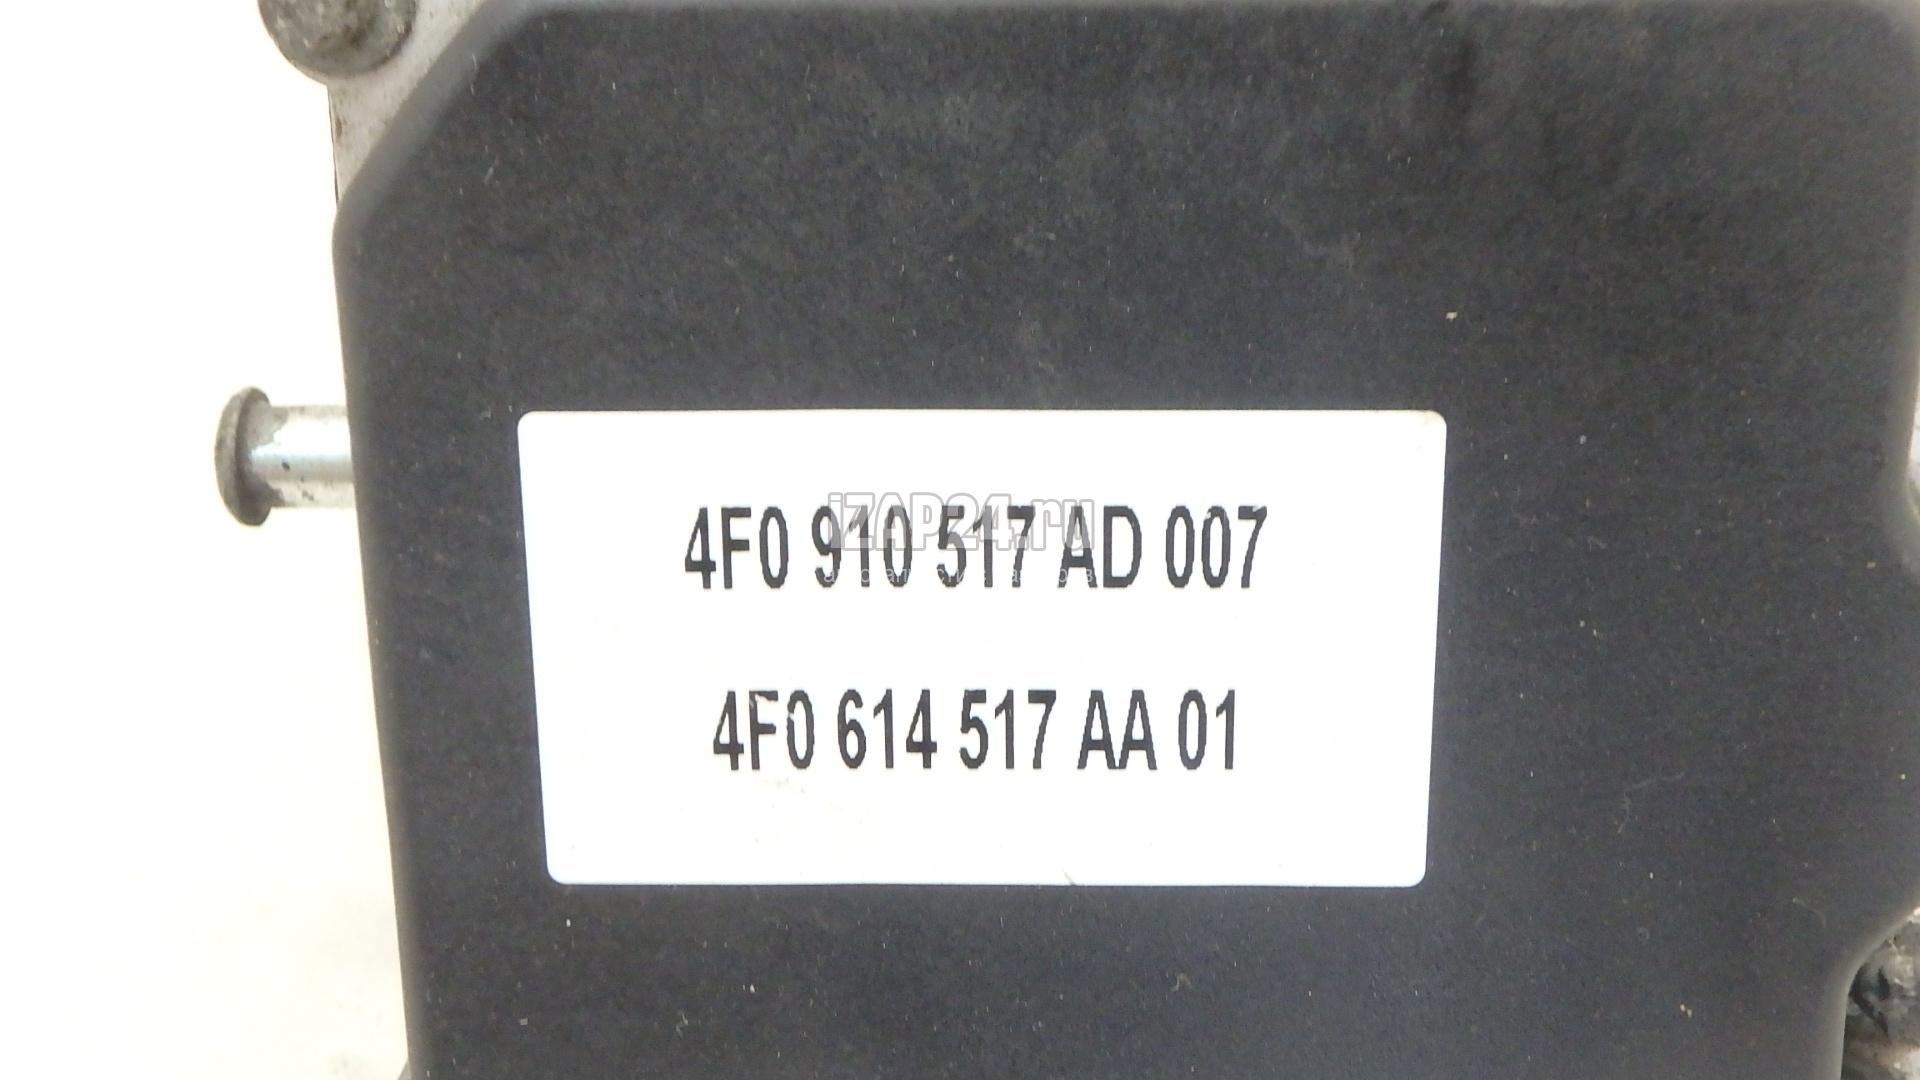 iZAP24.ru
4F0 910 517 AD 007
4F0 614 517 AA 01